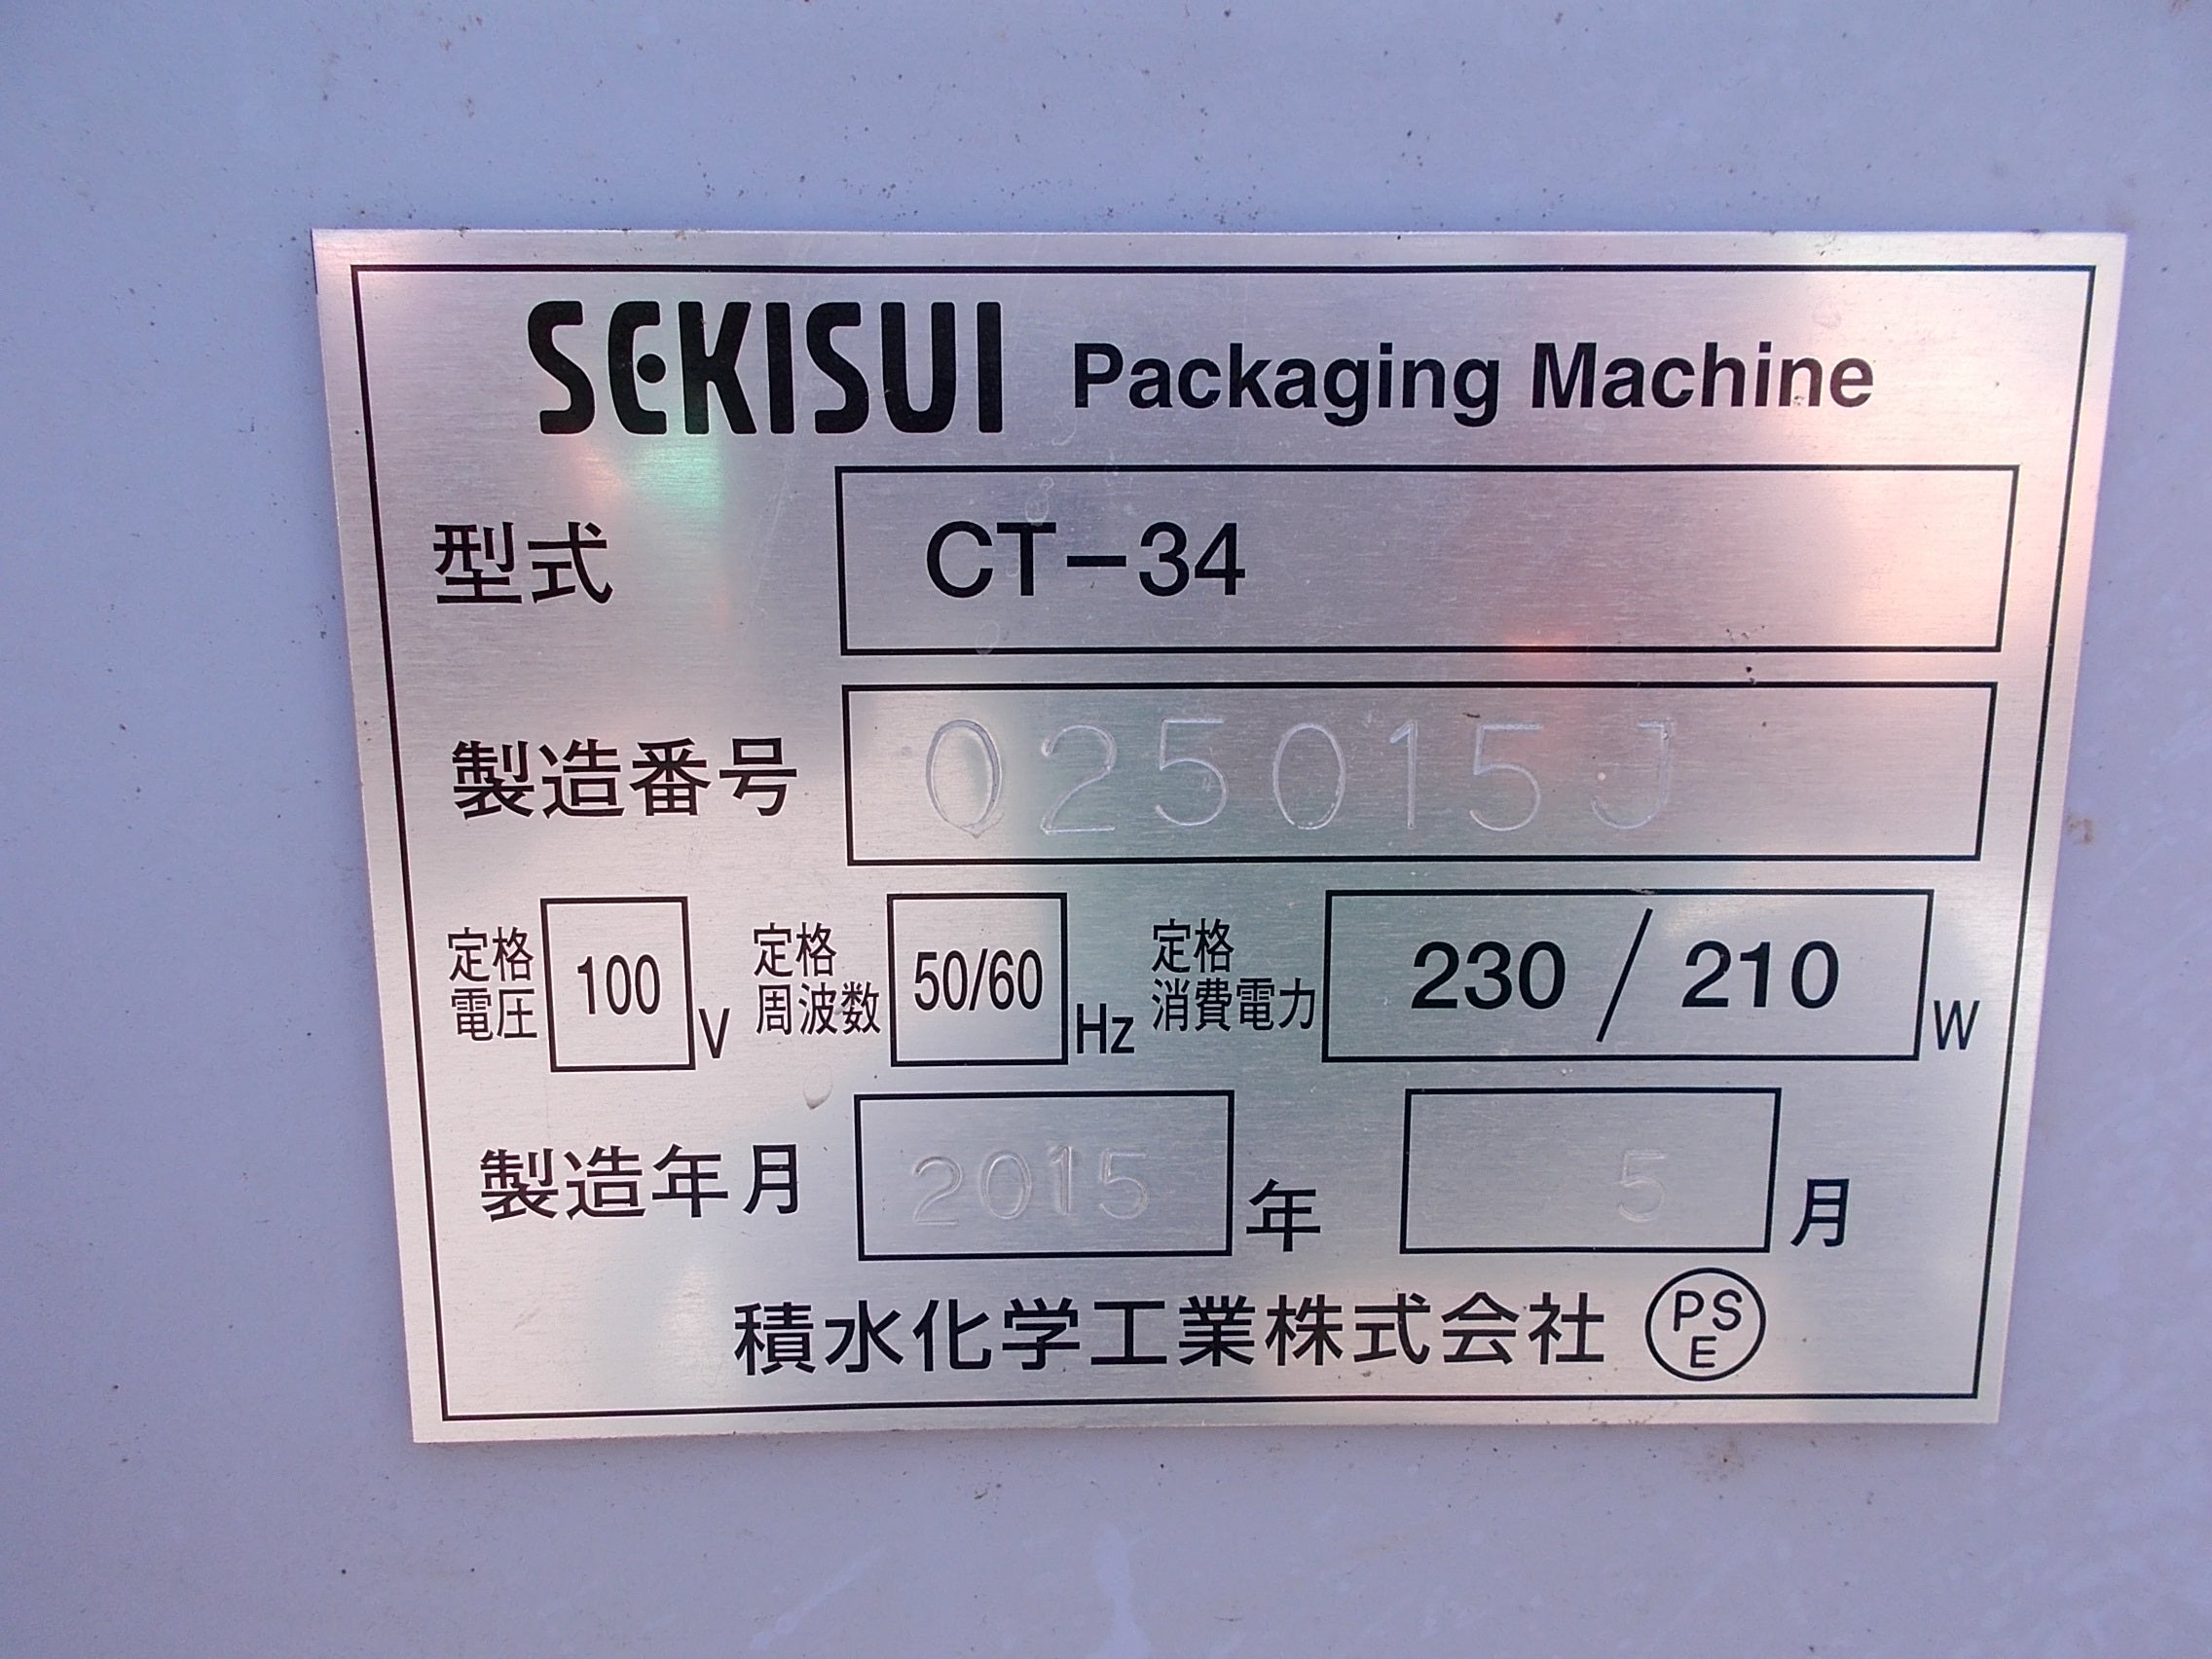 SEKISUI Packaging Machine
型式 CT-34
製造番号 Q25015J
定格電圧 100 V 定格周波数 50/60 Hz 定格消費電力 230 / 210 W
製造年月 2015 年 5 月
積水化学工業株式会社 PSE